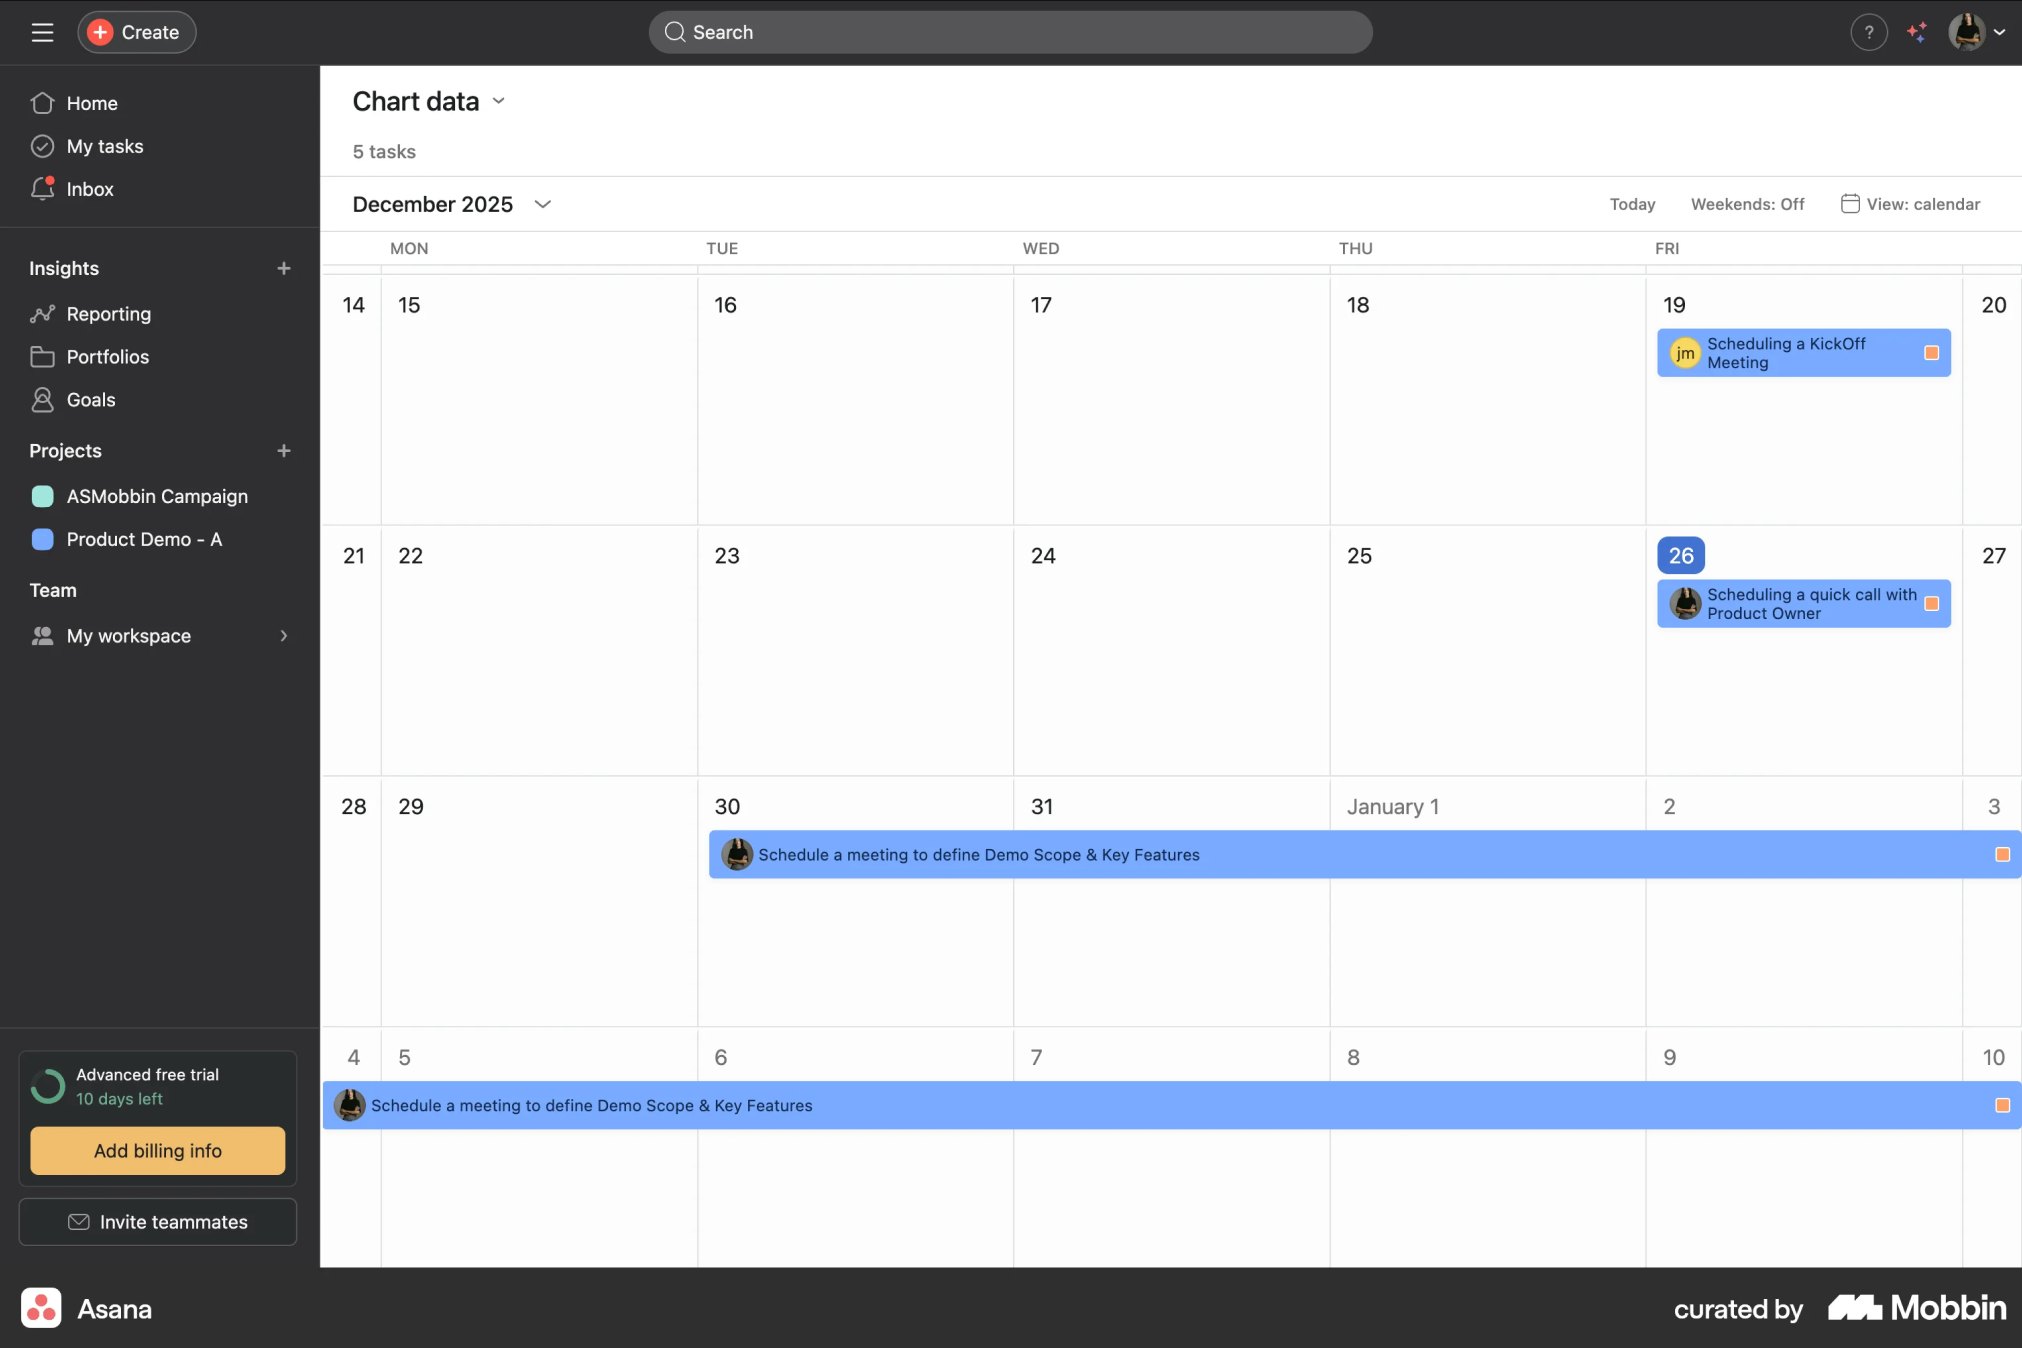 Create
Search
?
Home
My tasks
Inbox
Insights
Reporting
Portfolios
Goals
Projects
ASMobbin Campaign
Product Demo - A
Team
My workspace
Advanced free trial
10 days left
Add billing info
Invite teammates
Chart data
5 tasks
December 2025
Today Weekends: Off View: calendar
MON TUE WED THU FRI
14 15 16 17 18 19 20
jm
Scheduling a KickOff
Meeting
21 22 23 24 25 26 27
Scheduling a quick call with
Product Owner
28 29 30 31 January 1 2 3
Schedule a meeting to define Demo Scope & Key Features
4 5 6 7 8 9 10
Schedule a meeting to define Demo Scope & Key Features
Asana
curated by Mobbin